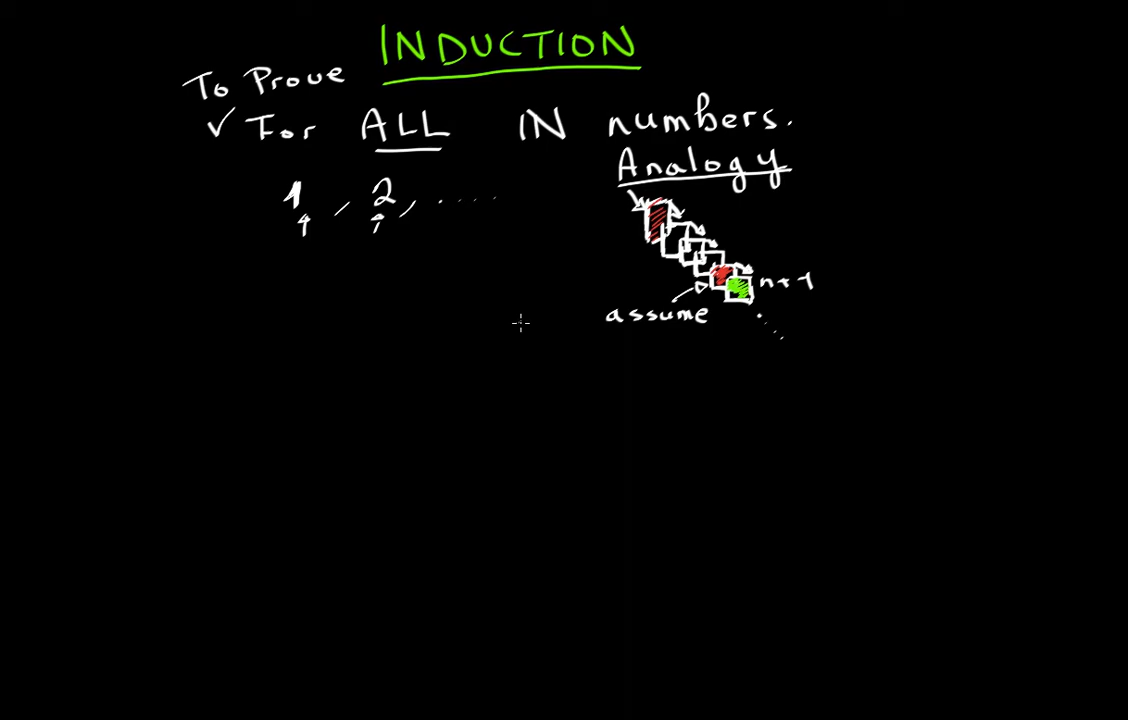 INDUCTION
To Prove
✓ For ALL IN numbers.
1, 2, .....
Analogy
n+1
assume